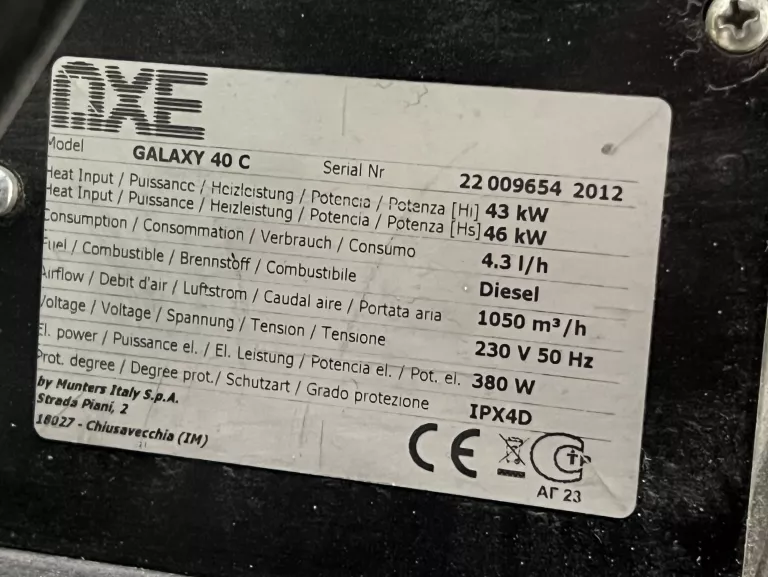 AXE
Model GALAXY 40 C Serial Nr 22 009654 2012
Heat Input / Puissance / Heizleistung / Potencia / Potenza [Hi] 43 kW
Heat Input / Puissance / Heizleistung / Potencia / Potenza [Hs] 46 kW
Consumption / Consommation / Verbrauch / Consumo 4.3 l/h
Fuel / Combustible / Brennstoff / Combustibile Diesel
Airflow / Debit d'air / Luftstrom / Caudal aire / Portata aria 1050 m³/h
Voltage / Voltage / Spannung / Tension / Tensione 230 V 50 Hz
El. power / Puissance el. / El. Leistung / Potencia el. / Pot. el. 380 W
Prot. degree / Degree prot./ Schutzart / Grado protezione IPX4D
by Munters Italy S.p.A.
Strada Piani, 2
18027 - Chiusavecchia (IM)
CE
АГ 23